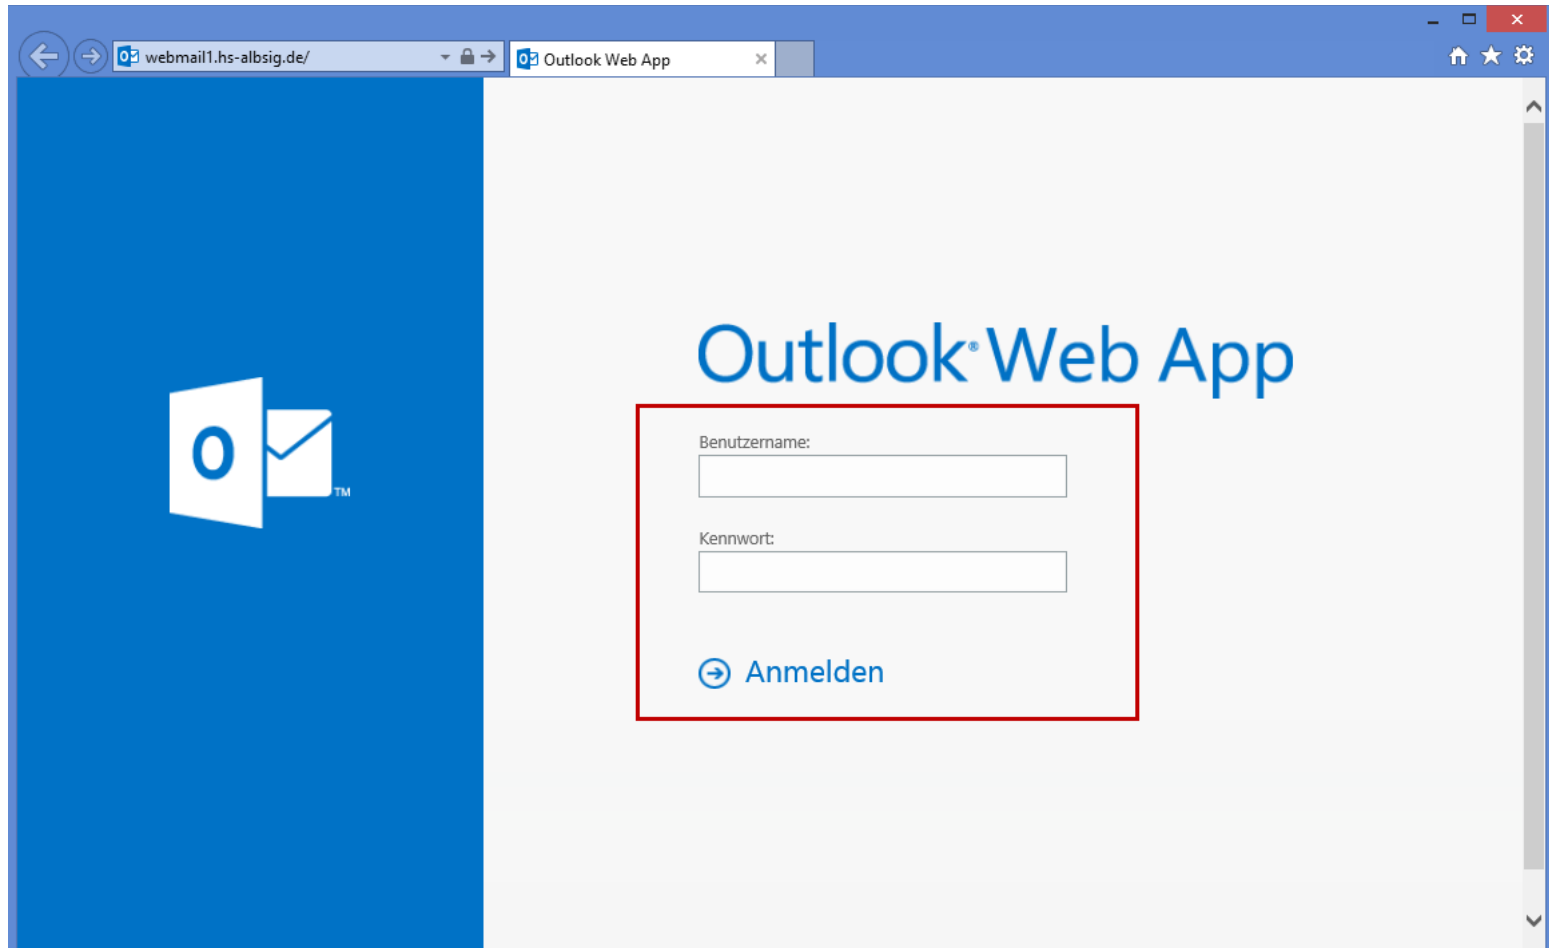 webmail1.hs-albsig.de/
Outlook Web App
Outlook® Web App
Benutzername:
Kennwort:
Anmelden
O
TM